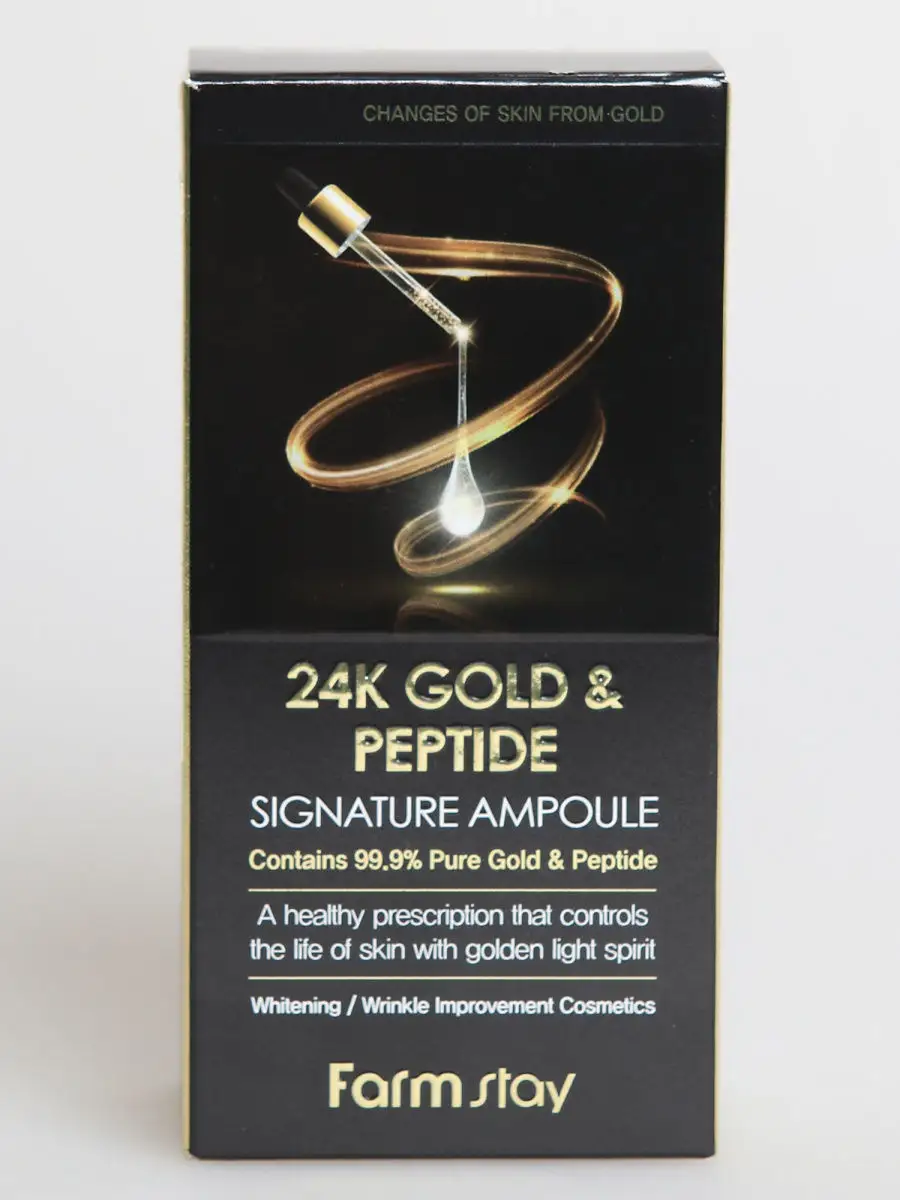 CHANGES OF SKIN FROM GOLD
24K GOLD &
PEPTIDE
SIGNATURE AMPOULE
Contains 99.9% Pure Gold & Peptide
A healthy prescription that controls
the life of skin with golden light spirit
Whitening / Wrinkle Improvement Cosmetics
Farm stay